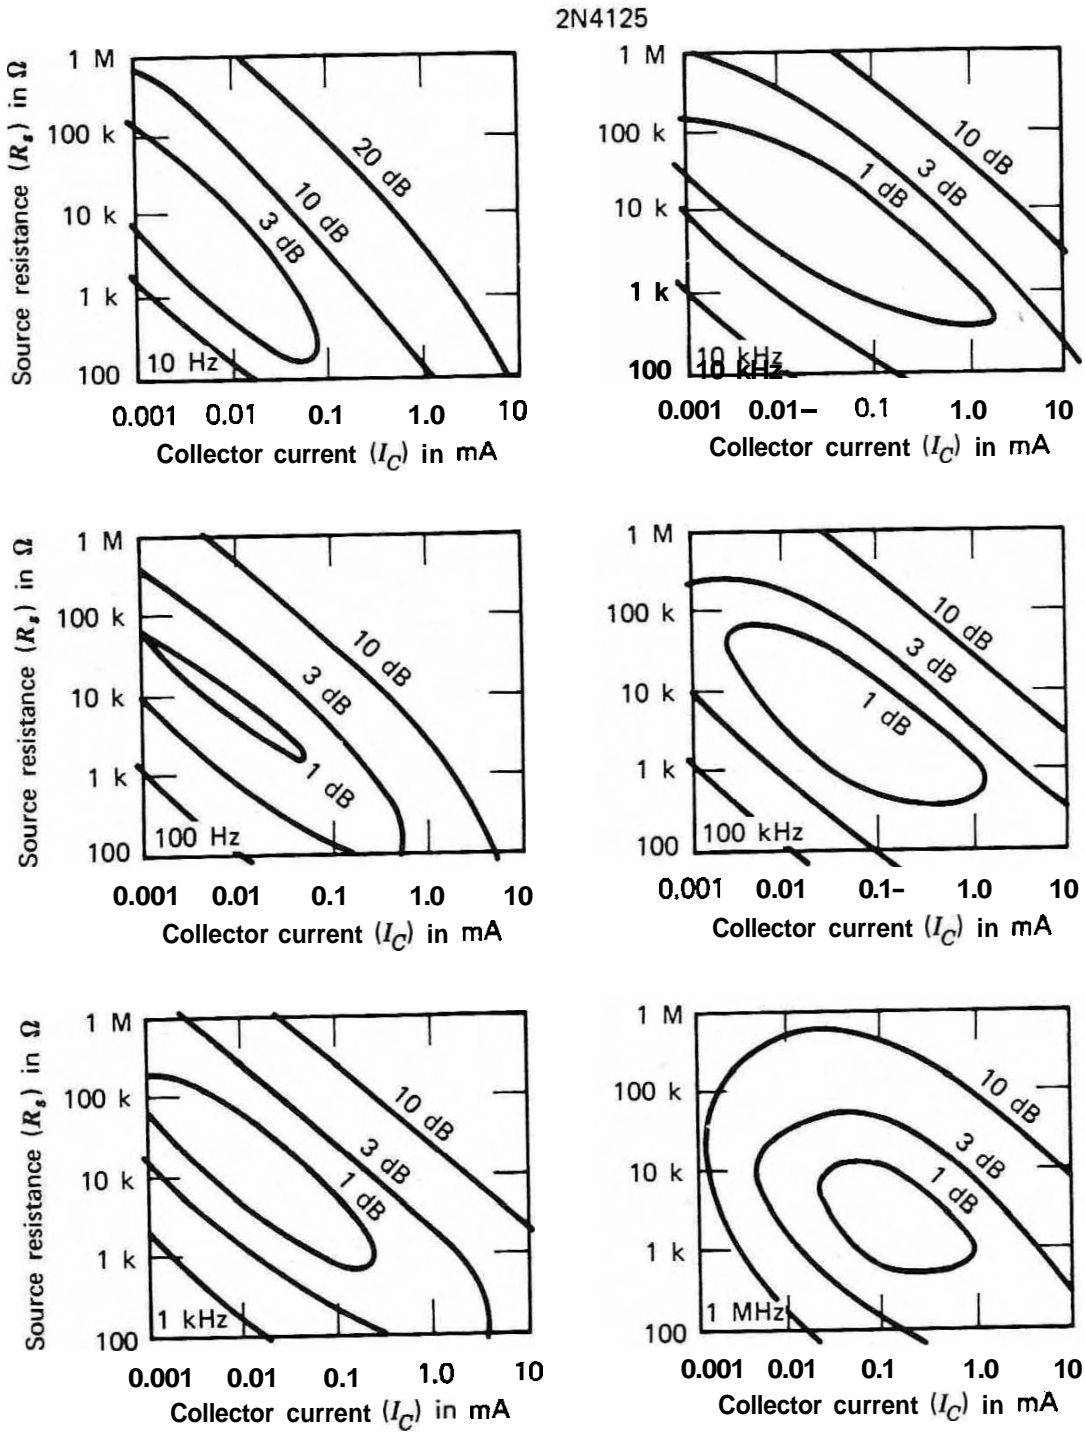 2N4125
Source resistance (Rs) in Ω
1 M
100 k
10 k
1 k
100
20 dB
10 dB
3 dB
10 Hz
0.001 0.01 0.1 1.0 10
Collector current (IC) in mA
1 M
100 k
10 k
1 k
100
10 dB
3 dB
1 dB
10 kHz
10 kHz
0.001 0.01– 0.1 1.0 10
Collector current (IC) in mA
Source resistance (Rs) in Ω
1 M
100 k
10 k
1 k
100
10 dB
3 dB
1 dB
100 Hz
0.001 0.01 0.1 1.0 10
Collector current (IC) in mA
1 M
100 k
10 k
1 k
100
10 dB
3 dB
1 dB
100 kHz
0.001 0.01 0.1– 1.0 10
Collector current (IC) in mA
Source resistance (Rs) in Ω
1 M
100 k
10 k
1 k
100
10 dB
3 dB
1 dB
1 kHz
0.001 0.01 0.1 1.0 10
Collector current (IC) in mA
1 M
100 k
10 k
1 k
100
10 dB
3 dB
1 dB
1 MHz
0.001 0.01 0.1 1.0 10
Collector current (IC) in mA